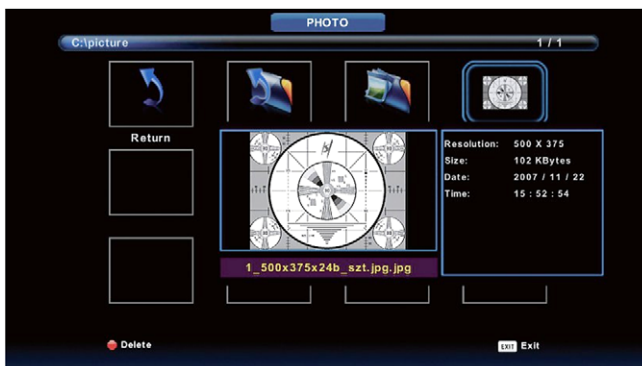 PHOTO
C:\picture
1 / 1
Return
Resolution: 500 X 375
Size: 102 KBytes
Date: 2007 / 11 / 22
Time: 15 : 52 : 54
1_500x375x24b_szt.jpg.jpg
Delete
EXIT Exit